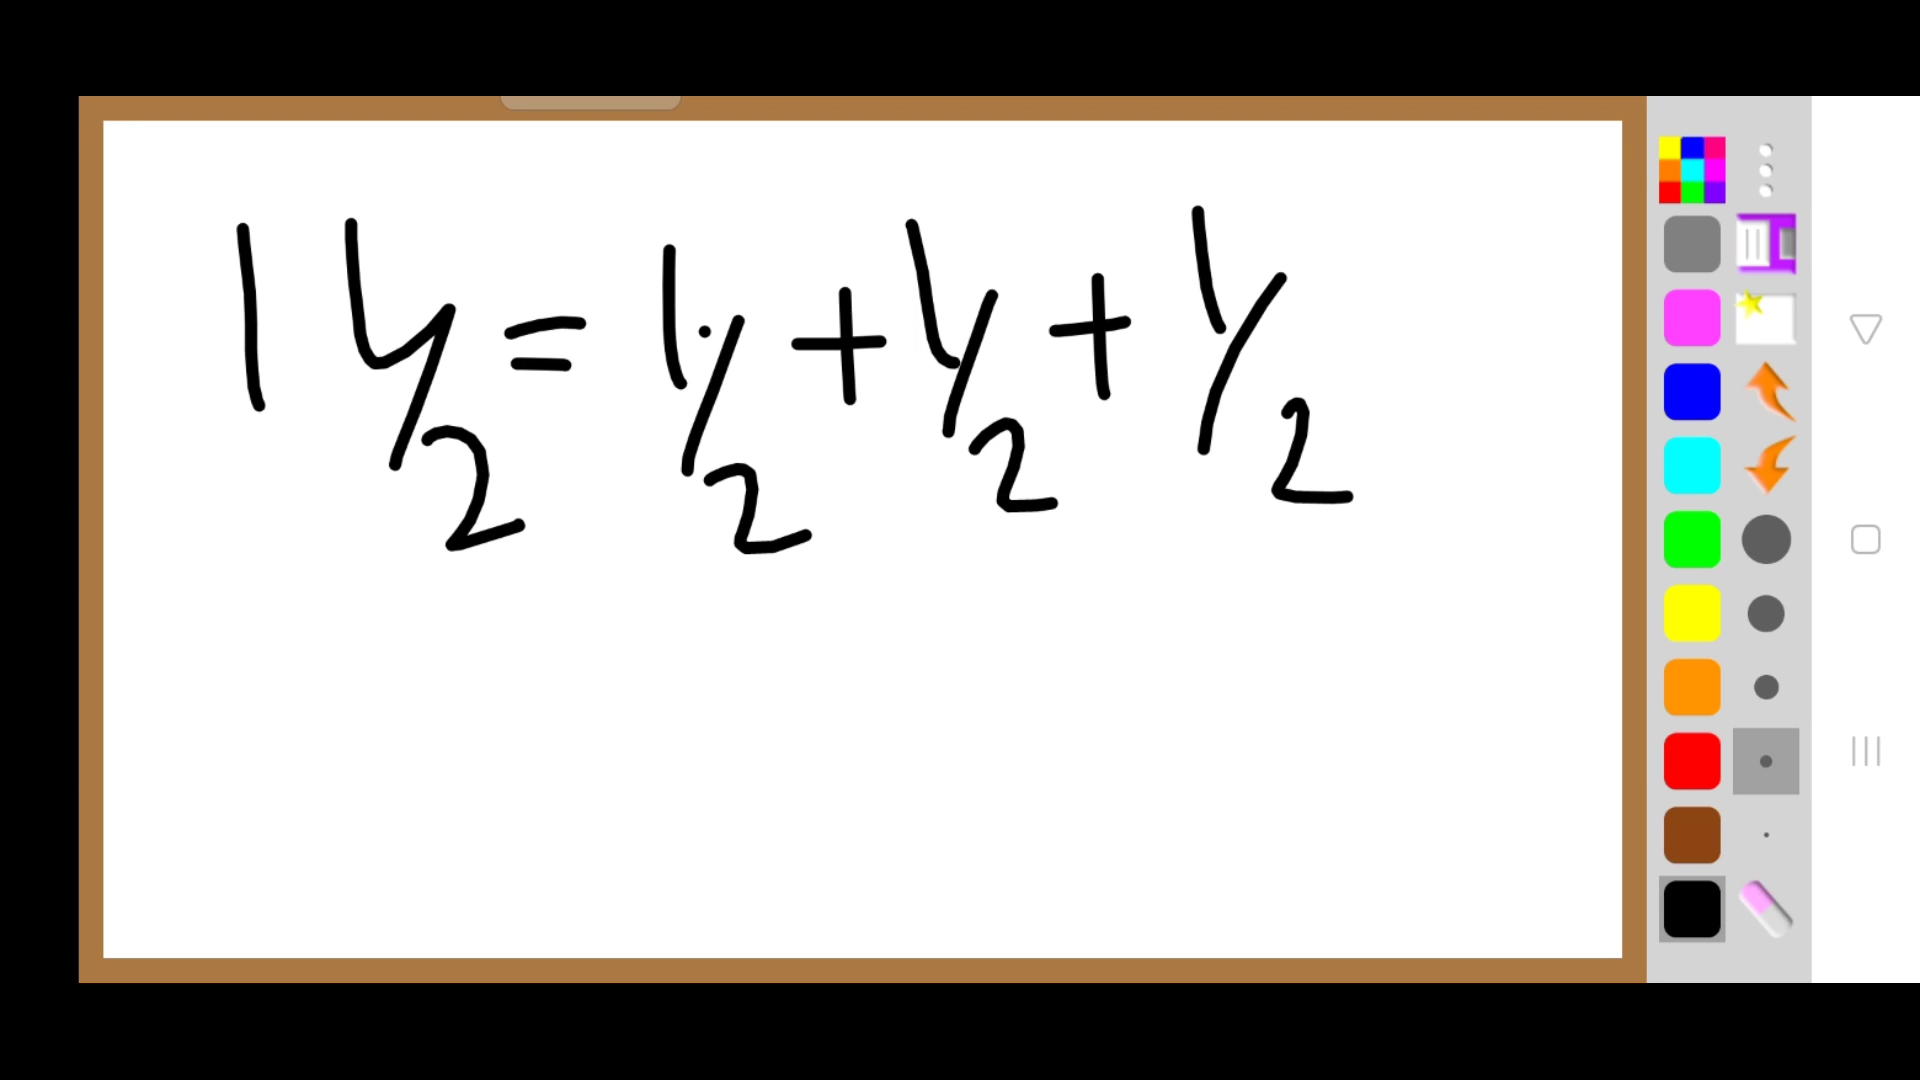 1 1/2 = 1/2 + 1/2 + 1/2